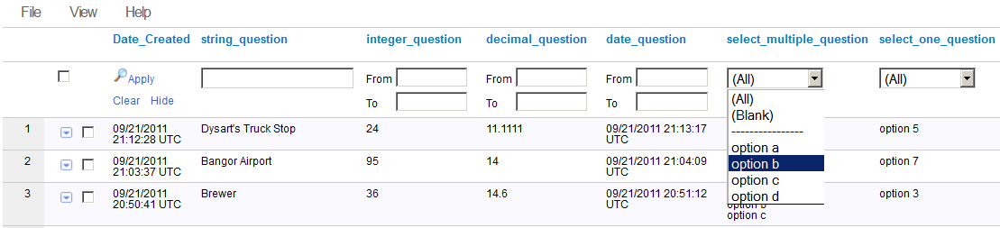 File View Help
Date_Created string_question integer_question decimal_question date_question select_multiple_question select_one_question
Apply From From From (All) (All)
Clear Hide To To To
(All)
(Blank)
----------------
option a
option b
option c
option d
1 09/21/2011 21:12:28 UTC Dysart's Truck Stop 24 11.1111 09/21/2011 21:13:17 UTC option 5
2 09/21/2011 21:03:37 UTC Bangor Airport 95 14 09/21/2011 21:04:09 UTC option 7
3 09/21/2011 20:50:41 UTC Brewer 36 14.6 09/21/2011 20:51:12 UTC option 3
option b
option c